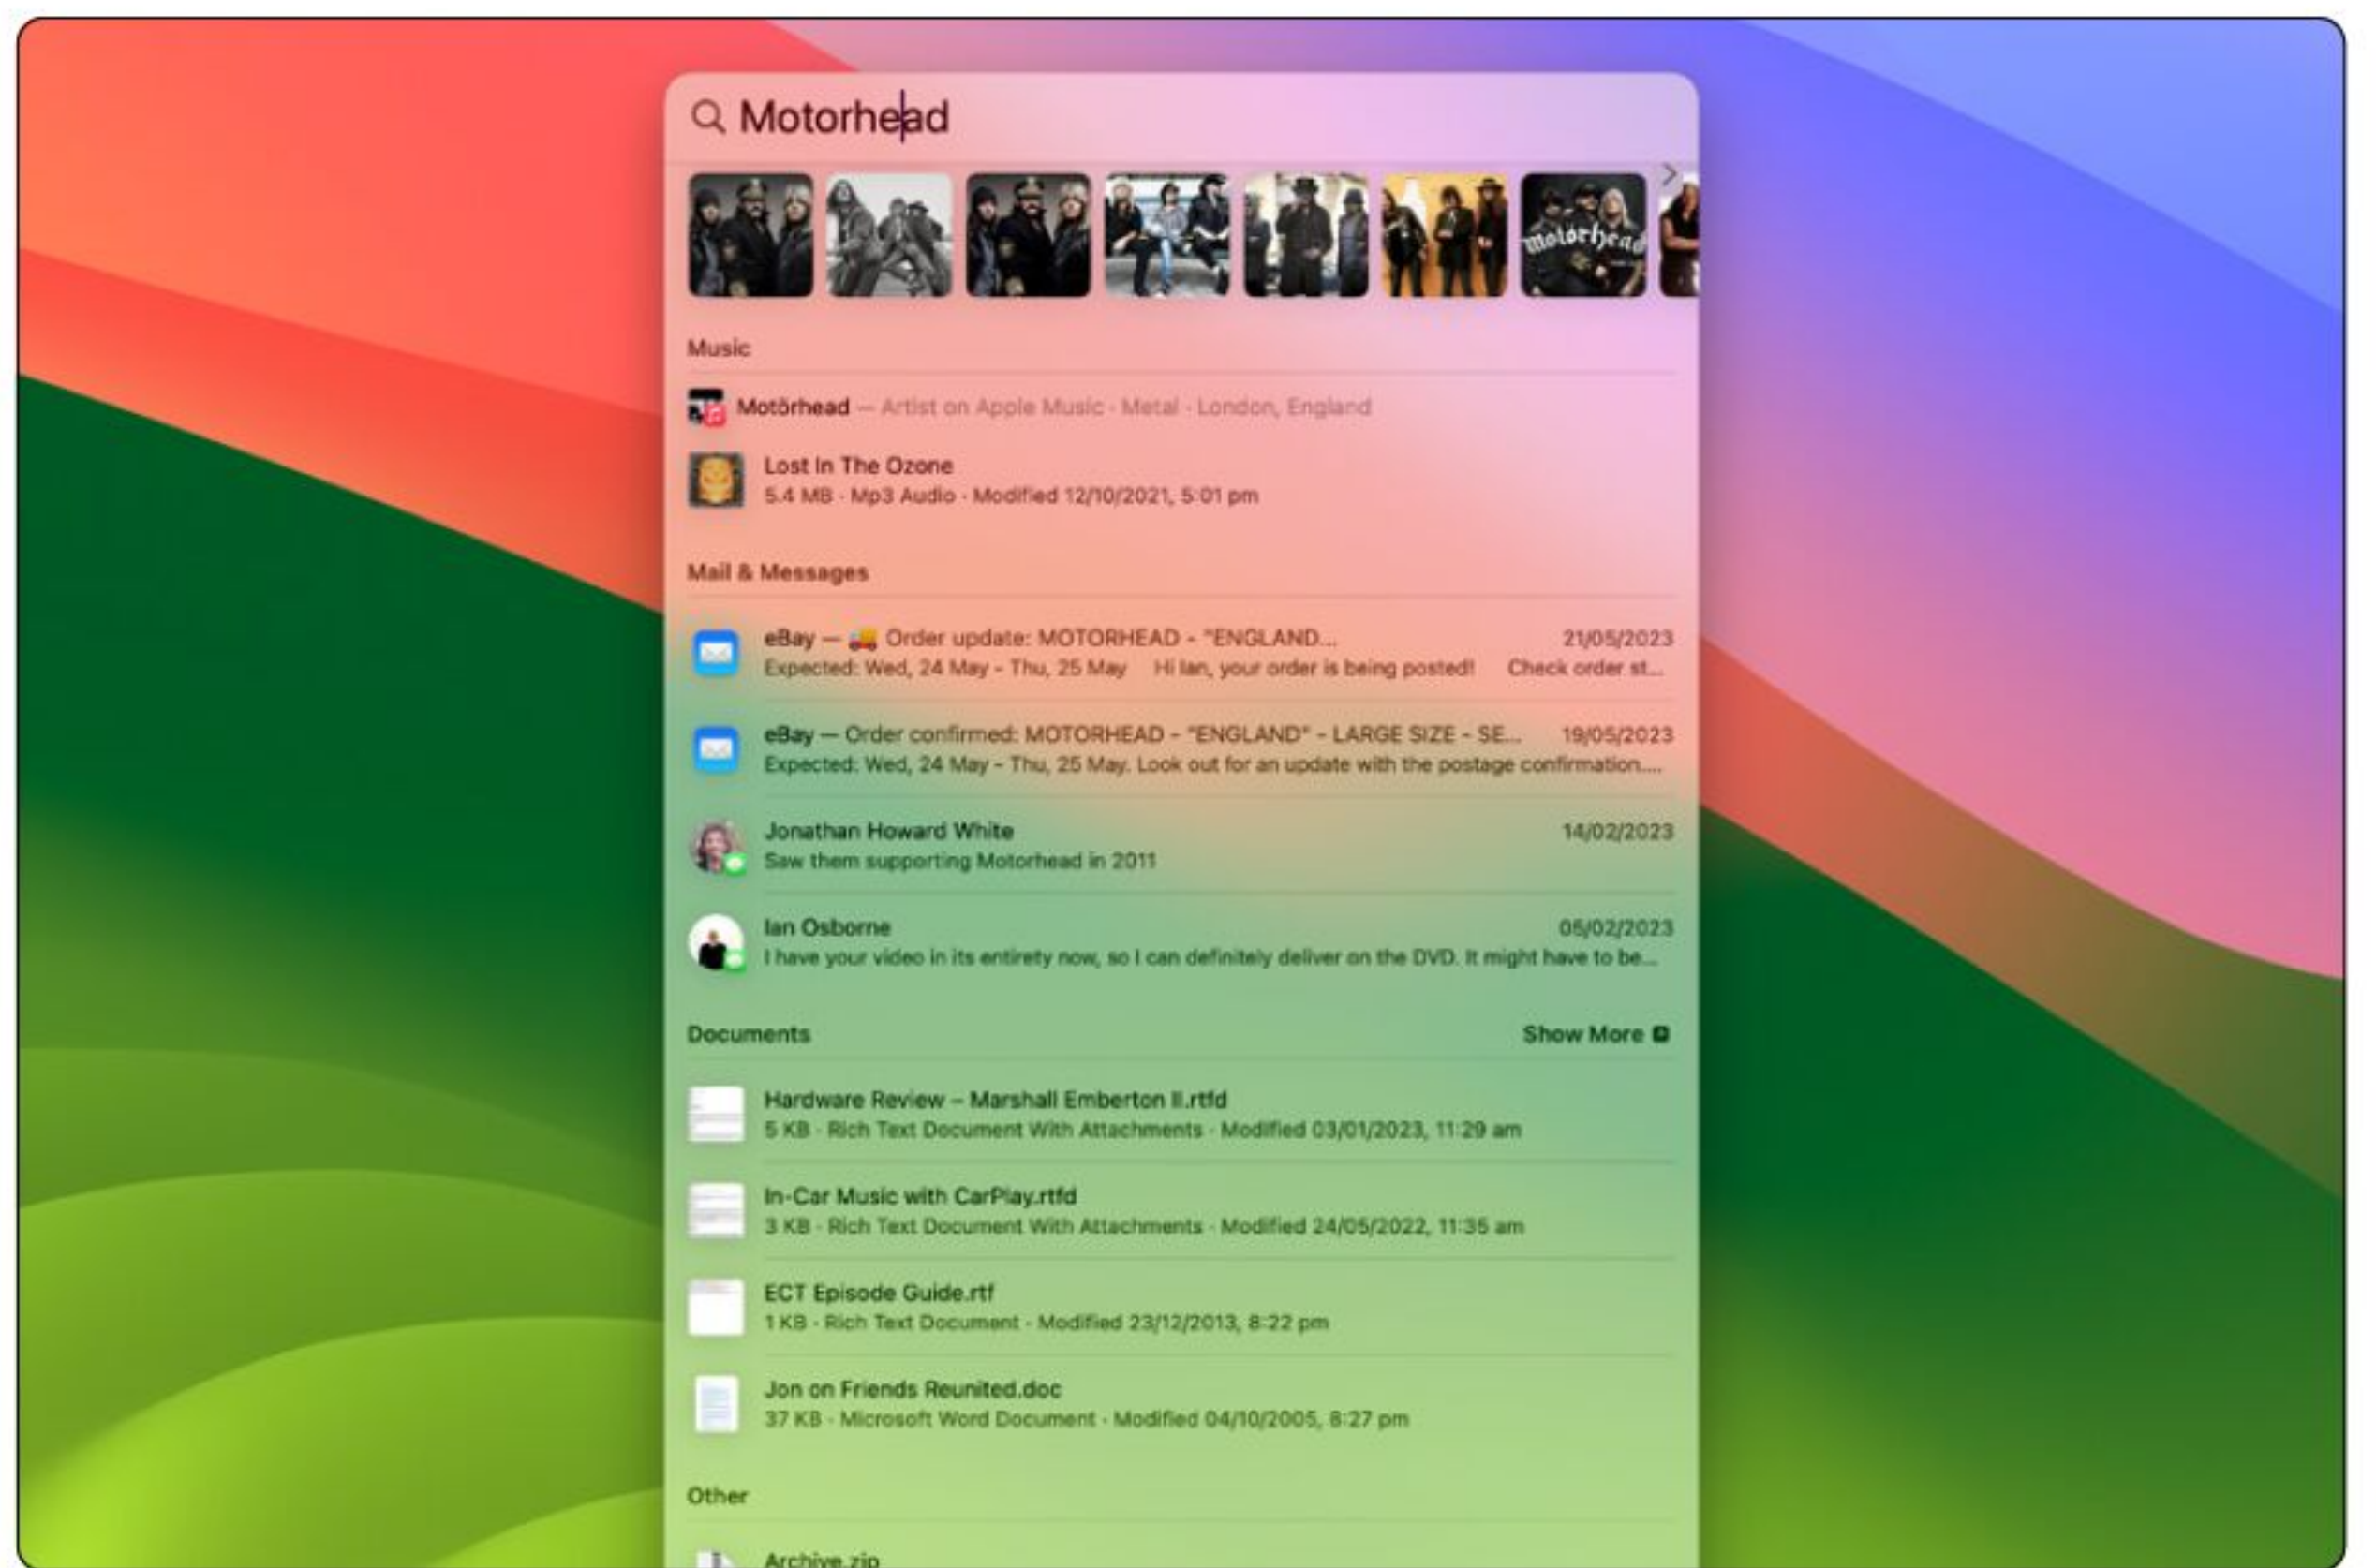 Motorhead
Motörhead
Music
Motörhead — Artist on Apple Music · Metal · London, England
Lost In The Ozone
5.4 MB · Mp3 Audio · Modified 12/10/2021, 5:01 pm
Mail & Messages
eBay — 🚚 Order update: MOTORHEAD - "ENGLAND... 21/05/2023
Expected: Wed, 24 May - Thu, 25 May Hi Ian, your order is being posted! Check order st...
eBay — Order confirmed: MOTORHEAD - "ENGLAND" - LARGE SIZE - SE... 19/05/2023
Expected: Wed, 24 May - Thu, 25 May. Look out for an update with the postage confirmation....
Jonathan Howard White 14/02/2023
Saw them supporting Motorhead in 2011
Ian Osborne 05/02/2023
I have your video in its entirety now, so I can definitely deliver on the DVD. It might have to be...
Documents Show More
Hardware Review – Marshall Emberton II.rtfd
5 KB · Rich Text Document With Attachments · Modified 03/01/2023, 11:29 am
In-Car Music with CarPlay.rtfd
3 KB · Rich Text Document With Attachments · Modified 24/05/2022, 11:35 am
ECT Episode Guide.rtf
1 KB · Rich Text Document · Modified 23/12/2013, 8:22 pm
Jon on Friends Reunited.doc
37 KB · Microsoft Word Document · Modified 04/10/2005, 8:27 pm
Other
Archive.zip